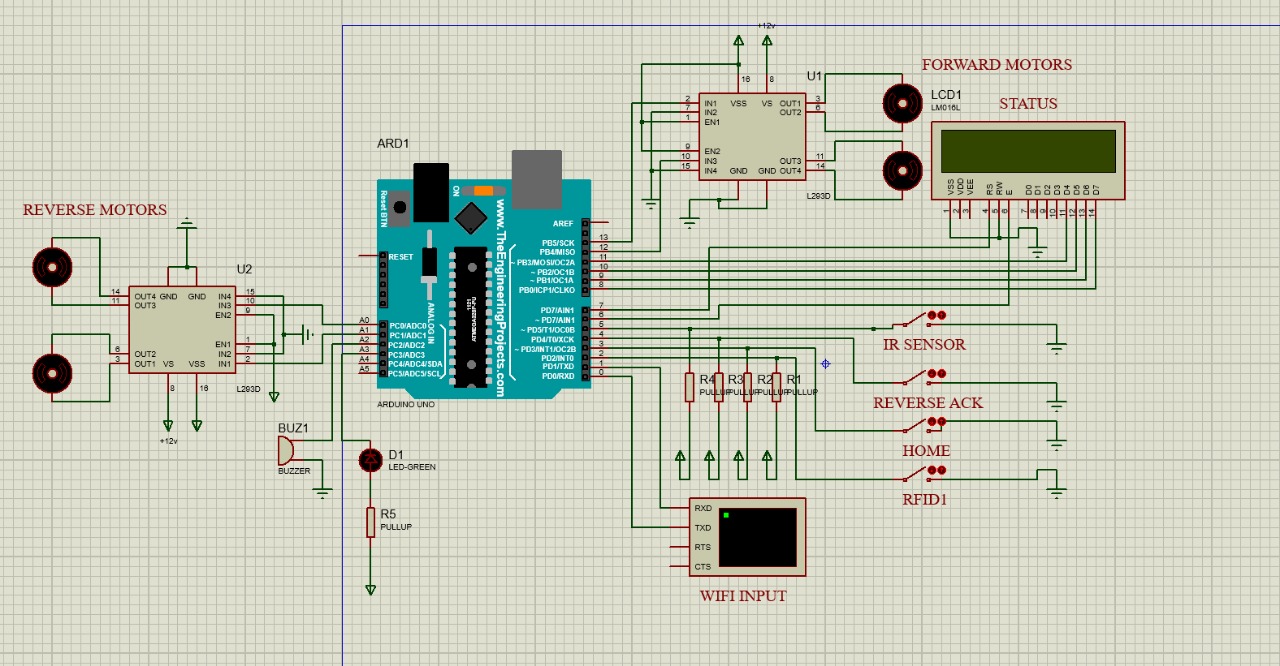 +12v
FORWARD MOTORS
U1
16 8
2 IN1 VSS VS OUT1 3
7 IN2 OUT2 6
1 EN1
9 EN2
10 IN3 OUT3 11
15 IN4 GND GND OUT4 14
L293D
LCD1
LM016L
STATUS
VSS VDD VEE RS RW E D0 D1 D2 D3 D4 D5 D6 D7
1 2 3 4 5 6 7 8 9 10 11 12 13 14
ARD1
Reset BTN
ON
www.TheEngineeringProjects.com
ANALOG IN
RESET
AREF
PB5/SCK 13
PB4/MISO 12
~ PB3/MOSI/OC2A 11
~ PB2/OC1B 10
~ PB1/OC1A 9
PB0/ICP1/CLKO 8
PD7/AIN1 7
~ PD7/AIN1 6
~ PD5/T1/OC0B 5
PD4/T0/XCK 4
~ PD3/INT1/OC2B 3
PD2/INT0 2
PD1/TXD 1
PD0/RXD 0
A0 PC0/ADC0
A1 PC1/ADC1
A2 PC2/ADC2
A3 PC3/ADC3
A4 PC4/ADC4/SDA
A5 PC5/ADC5/SCL
ARDUINO UNO
REVERSE MOTORS
U2
14 OUT4 GND GND IN4 15
11 OUT3 IN3 10
EN2 9
EN1 1
6 OUT2 IN2 7
3 OUT1 VS VSS IN1 2
8 16
L293D
+12v
BUZ1
BUZZER
D1
LED-GREEN
R5
PULLUP
R4
PULLUP
R3
PULLUP
R2
PULLUP
R1
PULLUP
IR SENSOR
REVERSE ACK
HOME
RFID1
RXD
TXD
RTS
CTS
WIFI INPUT